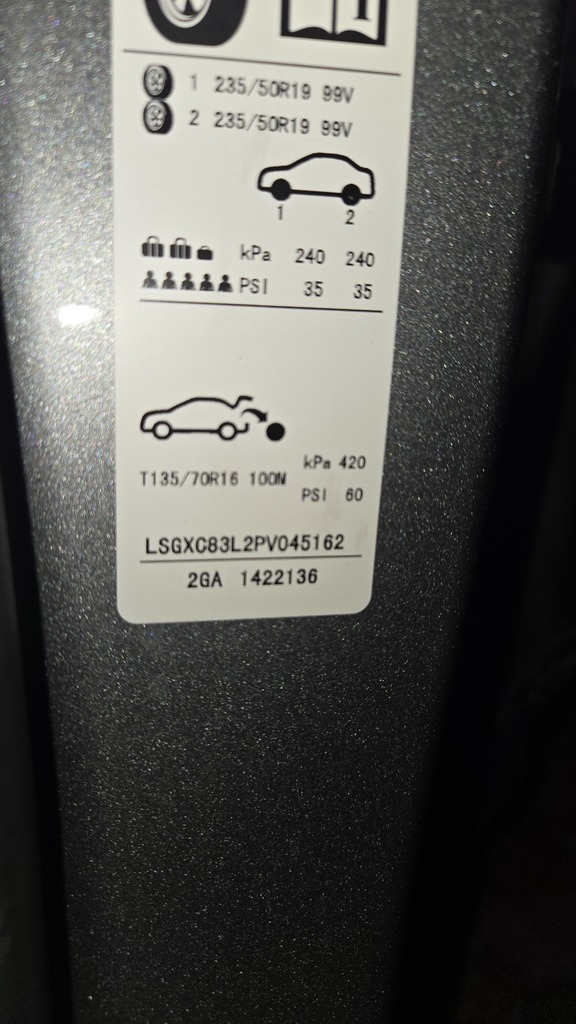 i
1 235/50R19 99V
2 235/50R19 99V
1 2
kPa 240 240
PSI 35 35
kPa 420
T135/70R16 100N
PSI 60
LSGXC83L2PV045162
2GA 1422136